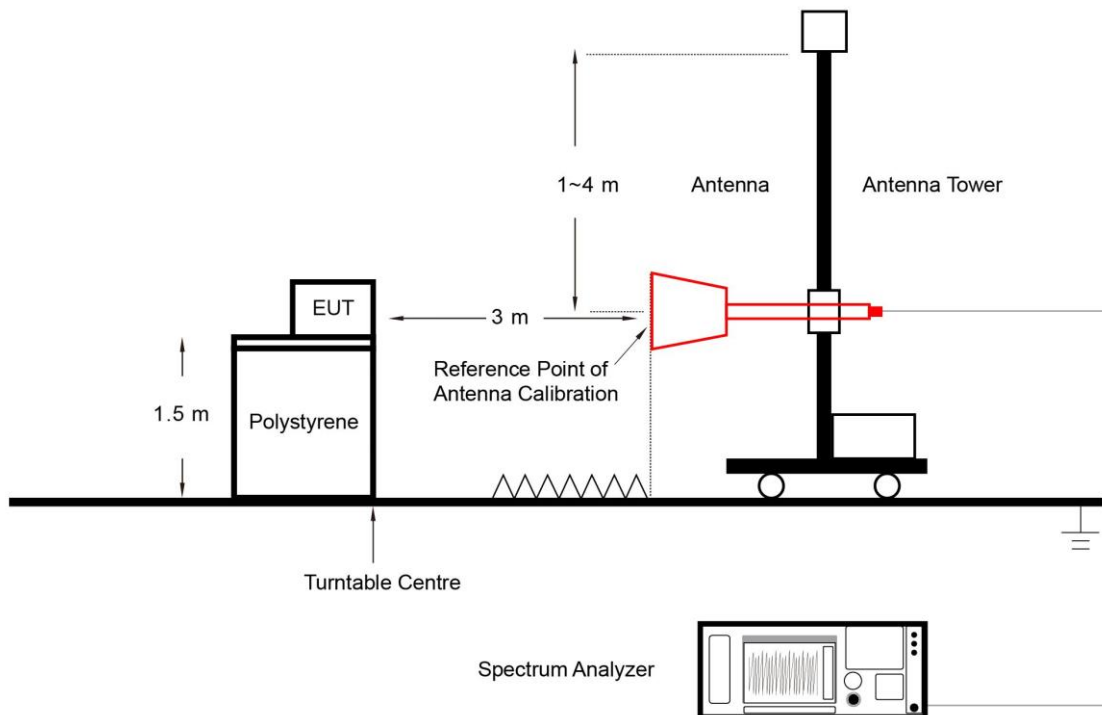 1~4 m
Antenna
Antenna Tower
EUT
3 m
Reference Point of
Antenna Calibration
1.5 m
Polystyrene
Turntable Centre
Spectrum Analyzer